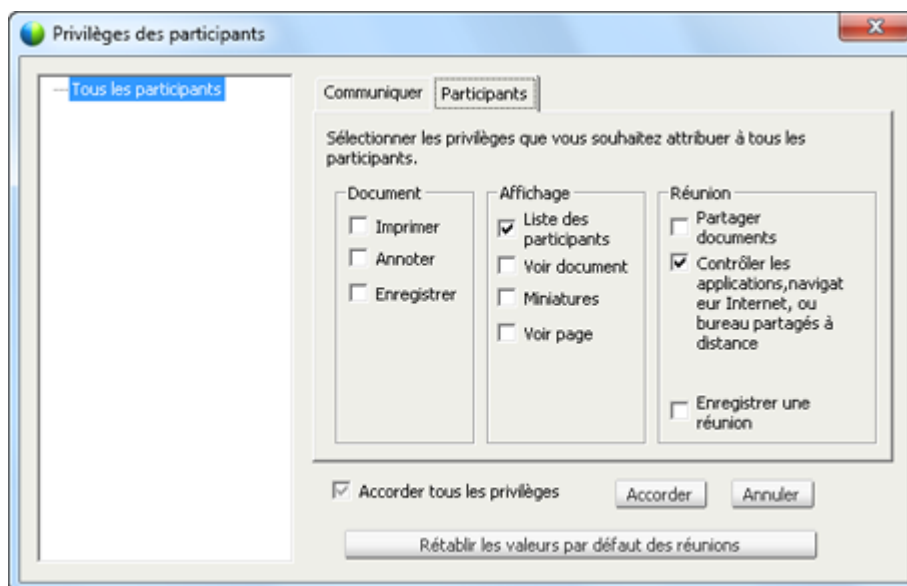 Privilèges des participants
Tous les participants
Communiquer
Participants
Sélectionner les privilèges que vous souhaitez attribuer à tous les
participants.
Document
Imprimer
Annoter
Enregistrer
Affichage
Liste des
participants
Voir document
Miniatures
Voir page
Réunion
Partager
documents
Contrôler les
applications,navigat
eur Internet, ou
bureau partagés à
distance
Enregistrer une
réunion
Accorder tous les privilèges
Accorder
Annuler
Rétablir les valeurs par défaut des réunions